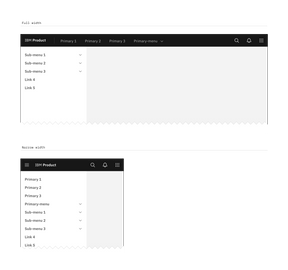 Full width
IBM Product Primary 1 Primary 2 Primary 3 Primary menu
Sub-menu 1
Sub-menu 2
Sub-menu 3
Link 4
Link 5
Narrow width
IBM Product
Primary 1
Primary 2
Primary 3
Primary menu
Sub-menu 1
Sub-menu 2
Sub-menu 3
Link 4
Link 5